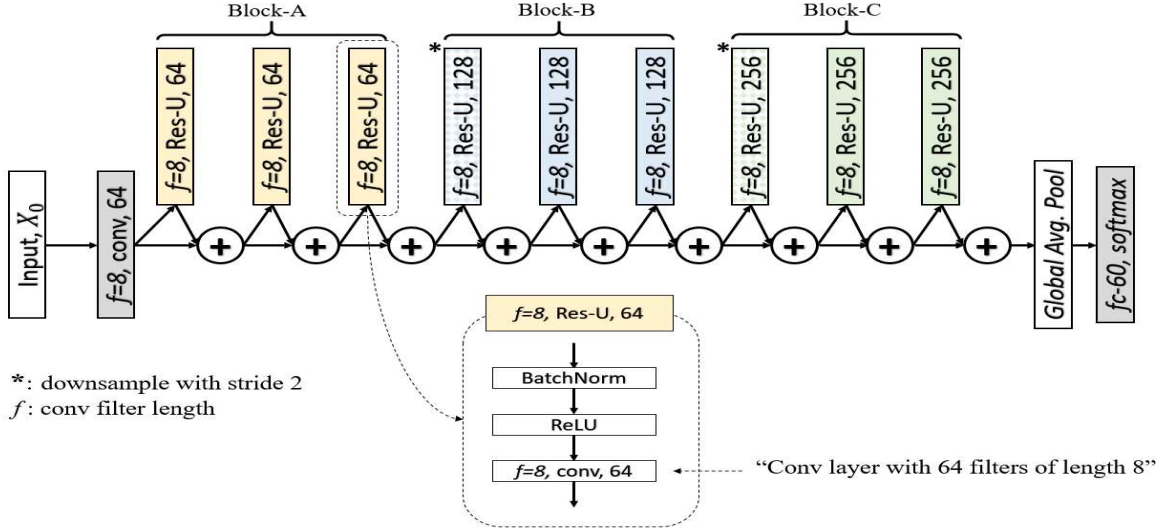 Block-A
Block-B
Block-C
Input, X₀
f=8, conv, 64
f=8, Res-U, 64
f=8, Res-U, 64
f=8, Res-U, 64
*
f=8, Res-U, 128
f=8, Res-U, 128
f=8, Res-U, 128
*
f=8, Res-U, 256
f=8, Res-U, 256
f=8, Res-U, 256
+ + + + + + + + +
Global Avg. Pool
fc-60, softmax
f=8, Res-U, 64
BatchNorm
ReLU
f=8, conv, 64
“Conv layer with 64 filters of length 8”
*: downsample with stride 2
f : conv filter length